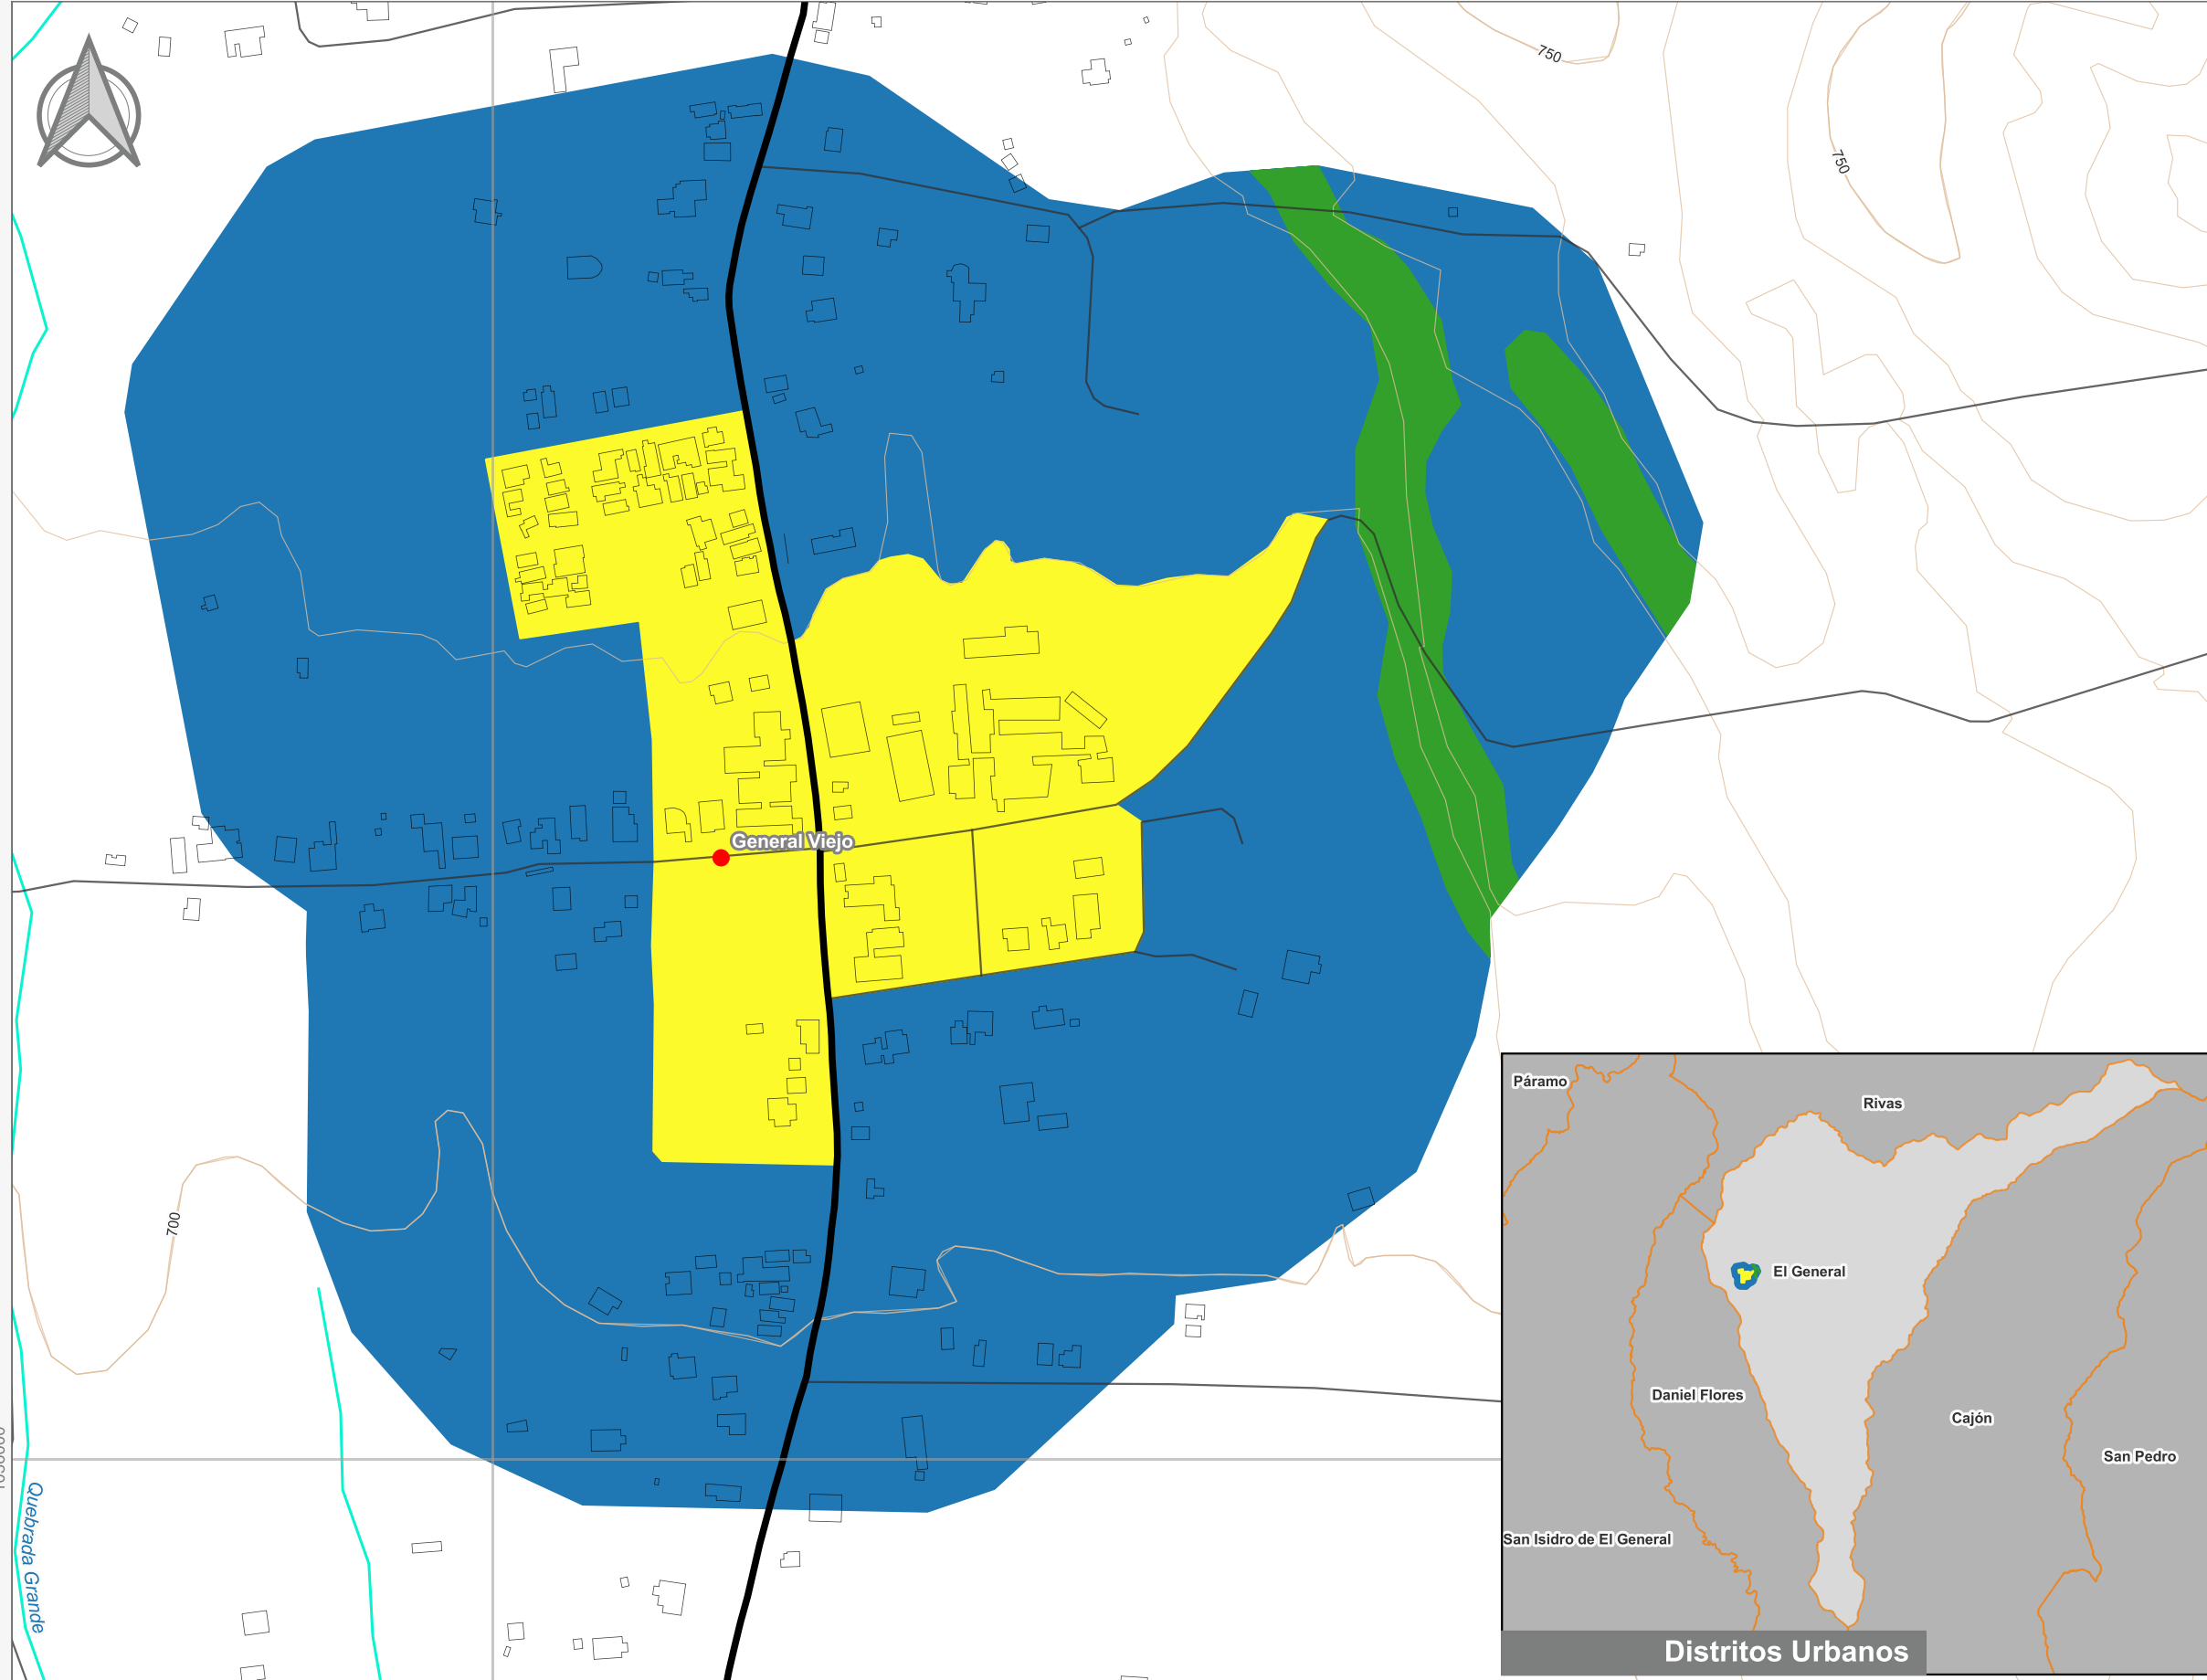 750
750
General Viejo
700
Quebrada Grande
Páramo
Rivas
El General
Daniel Flores
Cajón
San Pedro
San Isidro de El General
Distritos Urbanos